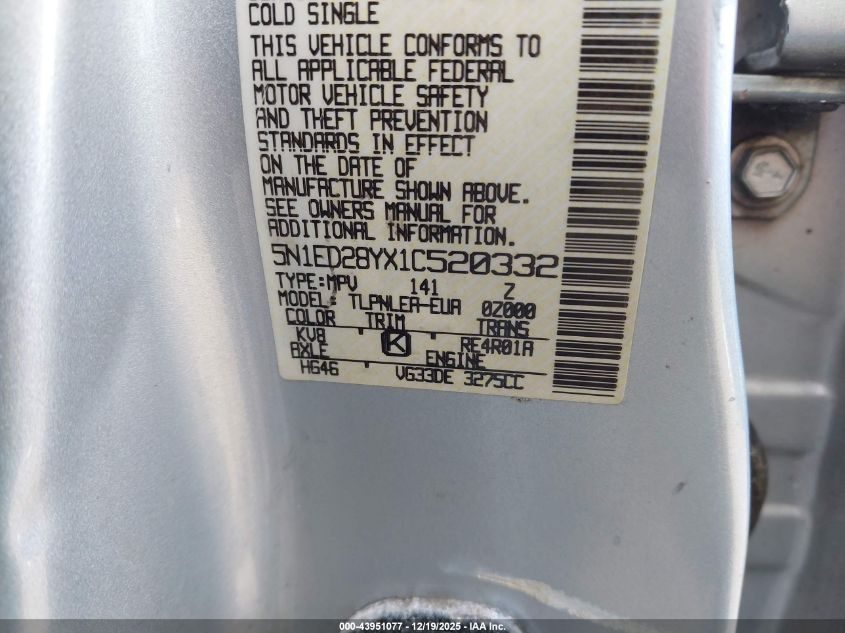 COLD SINGLE
THIS VEHICLE CONFORMS TO
ALL APPLICABLE FEDERAL
MOTOR VEHICLE SAFETY
AND THEFT PREVENTION
STANDARDS IN EFFECT
ON THE DATE OF
MANUFACTURE SHOWN ABOVE.
SEE OWNERS MANUAL FOR
ADDITIONAL INFORMATION.
5N1ED28YX1C520332
TYPE:MPV 141 Z
MODEL: TLPNLEA-EUA 0Z000
COLOR TRIM TRANS
KV8 K RE4R01A
AXLE ENGINE
HG46 VG33DE 3275CC
000-43951077 - 12/19/2025 - IAA, Inc.